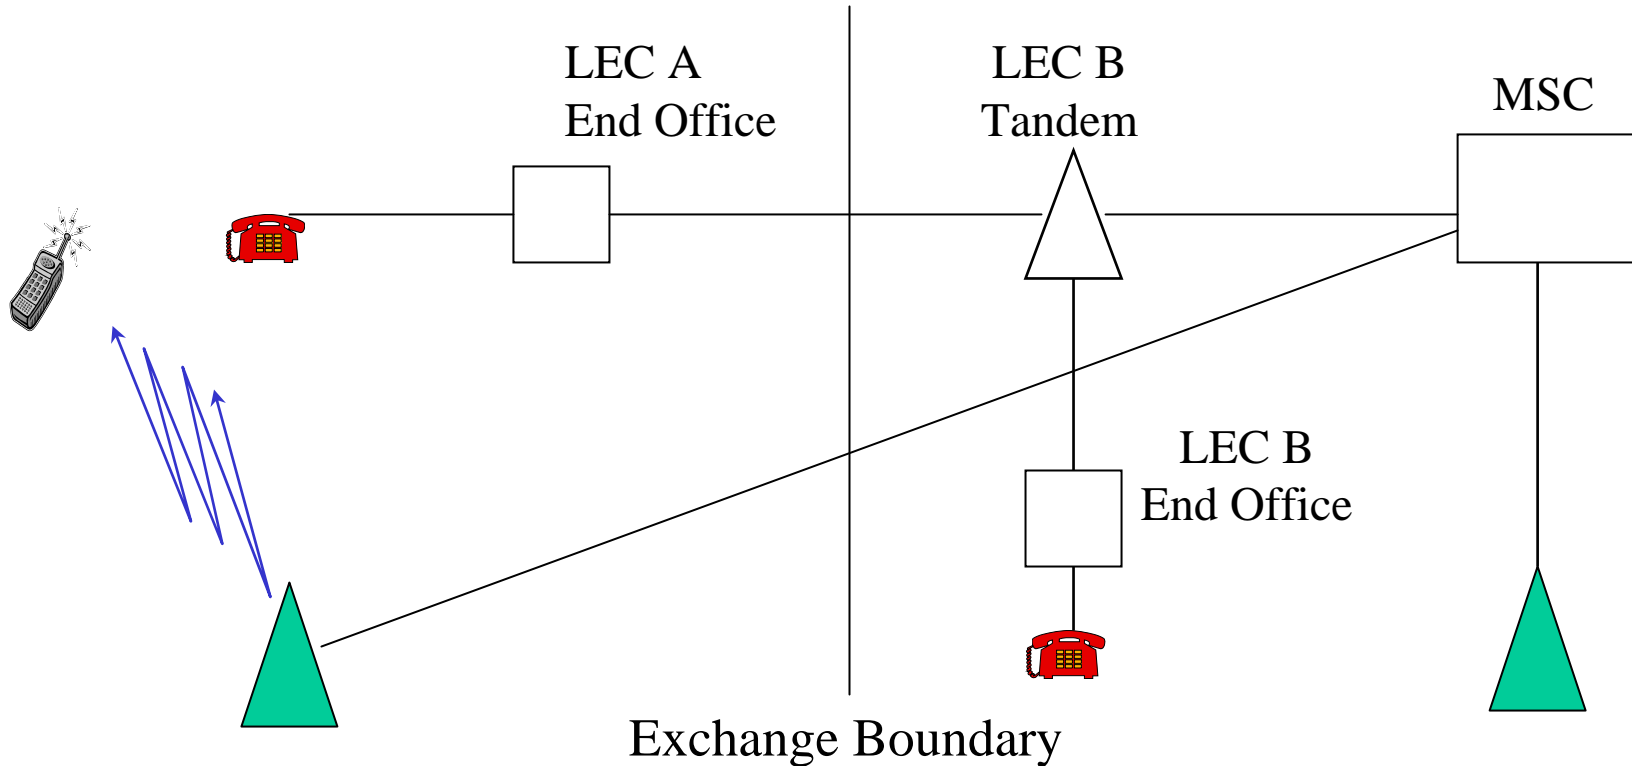 LEC A
End Office
LEC B
Tandem
MSC
LEC B
End Office
Exchange Boundary